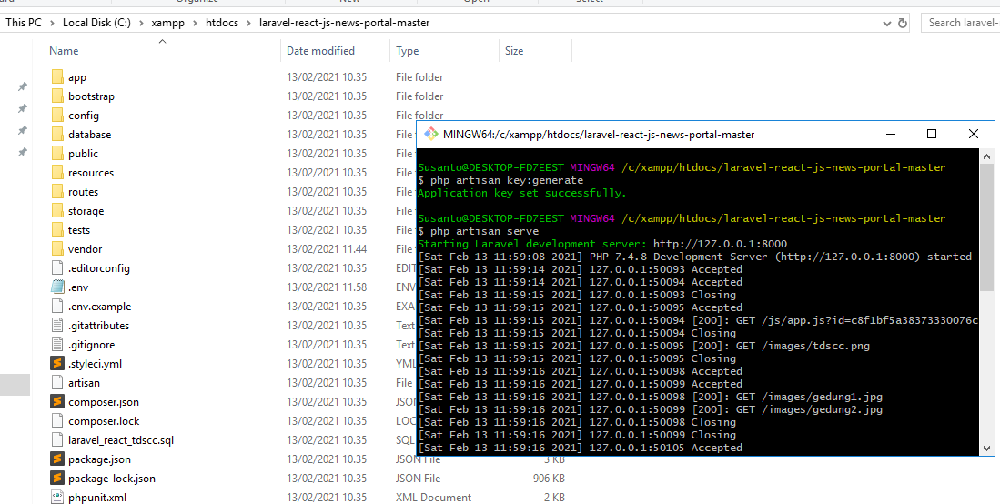 New
Open
Select
This PC > Local Disk (C:) > xampp > htdocs > laravel-react-js-news-portal-master
Search laravel-
Name Date modified Type Size
app 13/02/2021 10.35 File folder
bootstrap 13/02/2021 10.35 File folder
config 13/02/2021 10.35 File folder
database 13/02/2021 10.35 File
public 13/02/2021 10.35 File
resources 13/02/2021 10.35 File
routes 13/02/2021 10.35 File
storage 13/02/2021 10.35 File
tests 13/02/2021 10.35 File
vendor 13/02/2021 11.44 File
.editorconfig 13/02/2021 10.35 EDIT
.env 13/02/2021 11.58 ENV
.env.example 13/02/2021 10.35 EXA
.gitattributes 13/02/2021 10.35 Text
.gitignore 13/02/2021 10.35 Text
.styleci.yml 13/02/2021 10.35 YML
artisan 13/02/2021 10.35 File
composer.json 13/02/2021 10.35 JSO
composer.lock 13/02/2021 10.35 LOC
laravel_react_tdscc.sql 13/02/2021 10.35 SQL
package.json 13/02/2021 10.35 JSON File 3 KB
package-lock.json 13/02/2021 10.35 JSON File 906 KB
phpunit.xml 13/02/2021 10.35 XML Document 2 KB
MINGW64:/c/xampp/htdocs/laravel-react-js-news-portal-master
Susanto@DESKTOP-FD7EEST MINGW64 /c/xampp/htdocs/laravel-react-js-news-portal-master
$ php artisan key:generate
Application key set successfully.
Susanto@DESKTOP-FD7EEST MINGW64 /c/xampp/htdocs/laravel-react-js-news-portal-master
$ php artisan serve
Starting Laravel development server: http://127.0.0.1:8000
[Sat Feb 13 11:59:08 2021] PHP 7.4.8 Development Server (http://127.0.0.1:8000) started
[Sat Feb 13 11:59:14 2021] 127.0.0.1:50093 Accepted
[Sat Feb 13 11:59:14 2021] 127.0.0.1:50094 Accepted
[Sat Feb 13 11:59:15 2021] 127.0.0.1:50093 Closing
[Sat Feb 13 11:59:15 2021] 127.0.0.1:50095 Accepted
[Sat Feb 13 11:59:15 2021] 127.0.0.1:50094 [200]: GET /js/app.js?id=c8f1bf5a38373330076c
[Sat Feb 13 11:59:15 2021] 127.0.0.1:50094 Closing
[Sat Feb 13 11:59:15 2021] 127.0.0.1:50095 [200]: GET /images/tdscc.png
[Sat Feb 13 11:59:15 2021] 127.0.0.1:50095 Closing
[Sat Feb 13 11:59:16 2021] 127.0.0.1:50098 Accepted
[Sat Feb 13 11:59:16 2021] 127.0.0.1:50099 Accepted
[Sat Feb 13 11:59:16 2021] 127.0.0.1:50098 [200]: GET /images/gedung1.jpg
[Sat Feb 13 11:59:16 2021] 127.0.0.1:50099 [200]: GET /images/gedung2.jpg
[Sat Feb 13 11:59:16 2021] 127.0.0.1:50098 Closing
[Sat Feb 13 11:59:16 2021] 127.0.0.1:50099 Closing
[Sat Feb 13 11:59:16 2021] 127.0.0.1:50105 Accepted